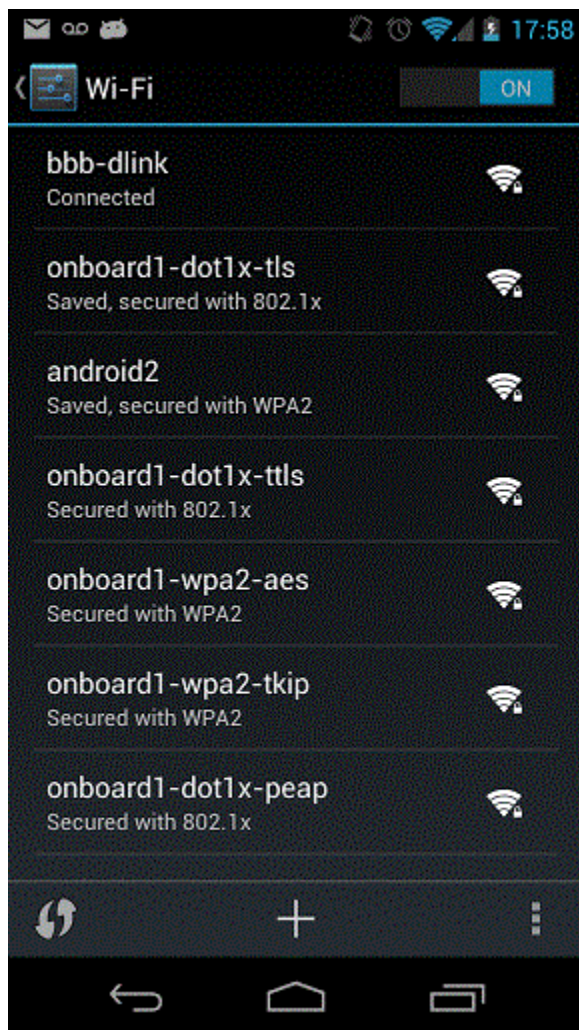 17:58
Wi-Fi
ON
bbb-dlink
Connected
onboard1-dot1x-tls
Saved, secured with 802.1x
android2
Saved, secured with WPA2
onboard1-dot1x-ttls
Secured with 802.1x
onboard1-wpa2-aes
Secured with WPA2
onboard1-wpa2-tkip
Secured with WPA2
onboard1-dot1x-peap
Secured with 802.1x